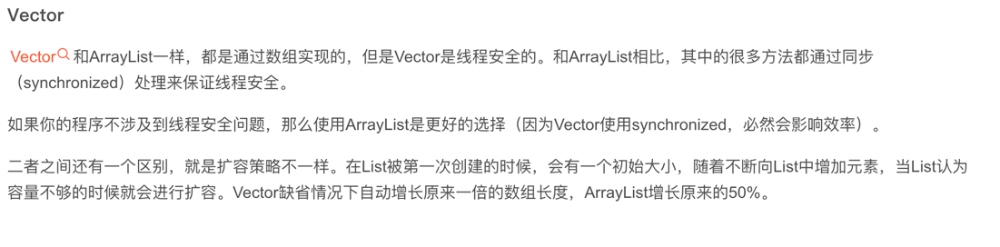 Vector
Vector和ArrayList一样，都是通过数组实现的，但是Vector是线程安全的。和ArrayList相比，其中的很多方法都通过同步
（synchronized）处理来保证线程安全。
如果你的程序不涉及到线程安全问题，那么使用ArrayList是更好的选择（因为Vector使用synchronized，必然会影响效率）。
二者之间还有一个区别，就是扩容策略不一样。在List被第一次创建的时候，会有一个初始大小，随着不断向List中增加元素，当List认为
容量不够的时候就会进行扩容。Vector缺省情况下自动增长原来一倍的数组长度，ArrayList增长原来的50%。